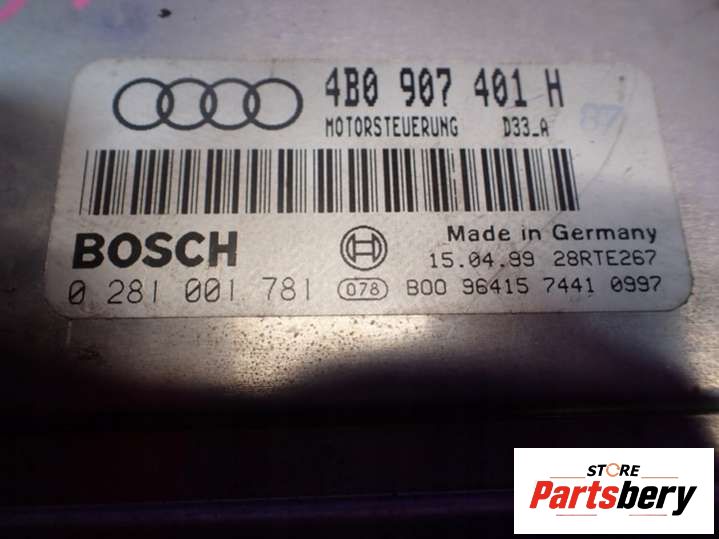 4B0 907 401 H
MOTORSTEUERUNG D33_A
87
BOSCH
Made in Germany
15.04.99 28RTE267
0 281 001 781 078 B00 96415 7441 0997
STORE
Partsbery